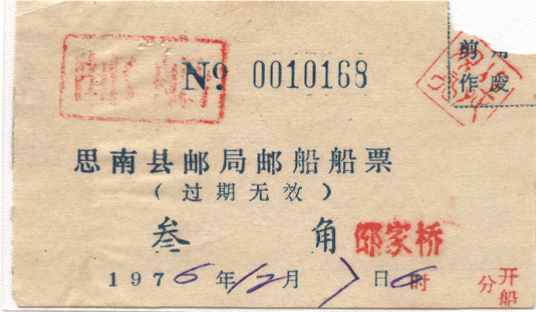 邮船
№ 0010168
剪角
作废
思南县邮局邮船船票
（过期无效）
叁 角 邵家桥
1976年12月7日6时 分开船